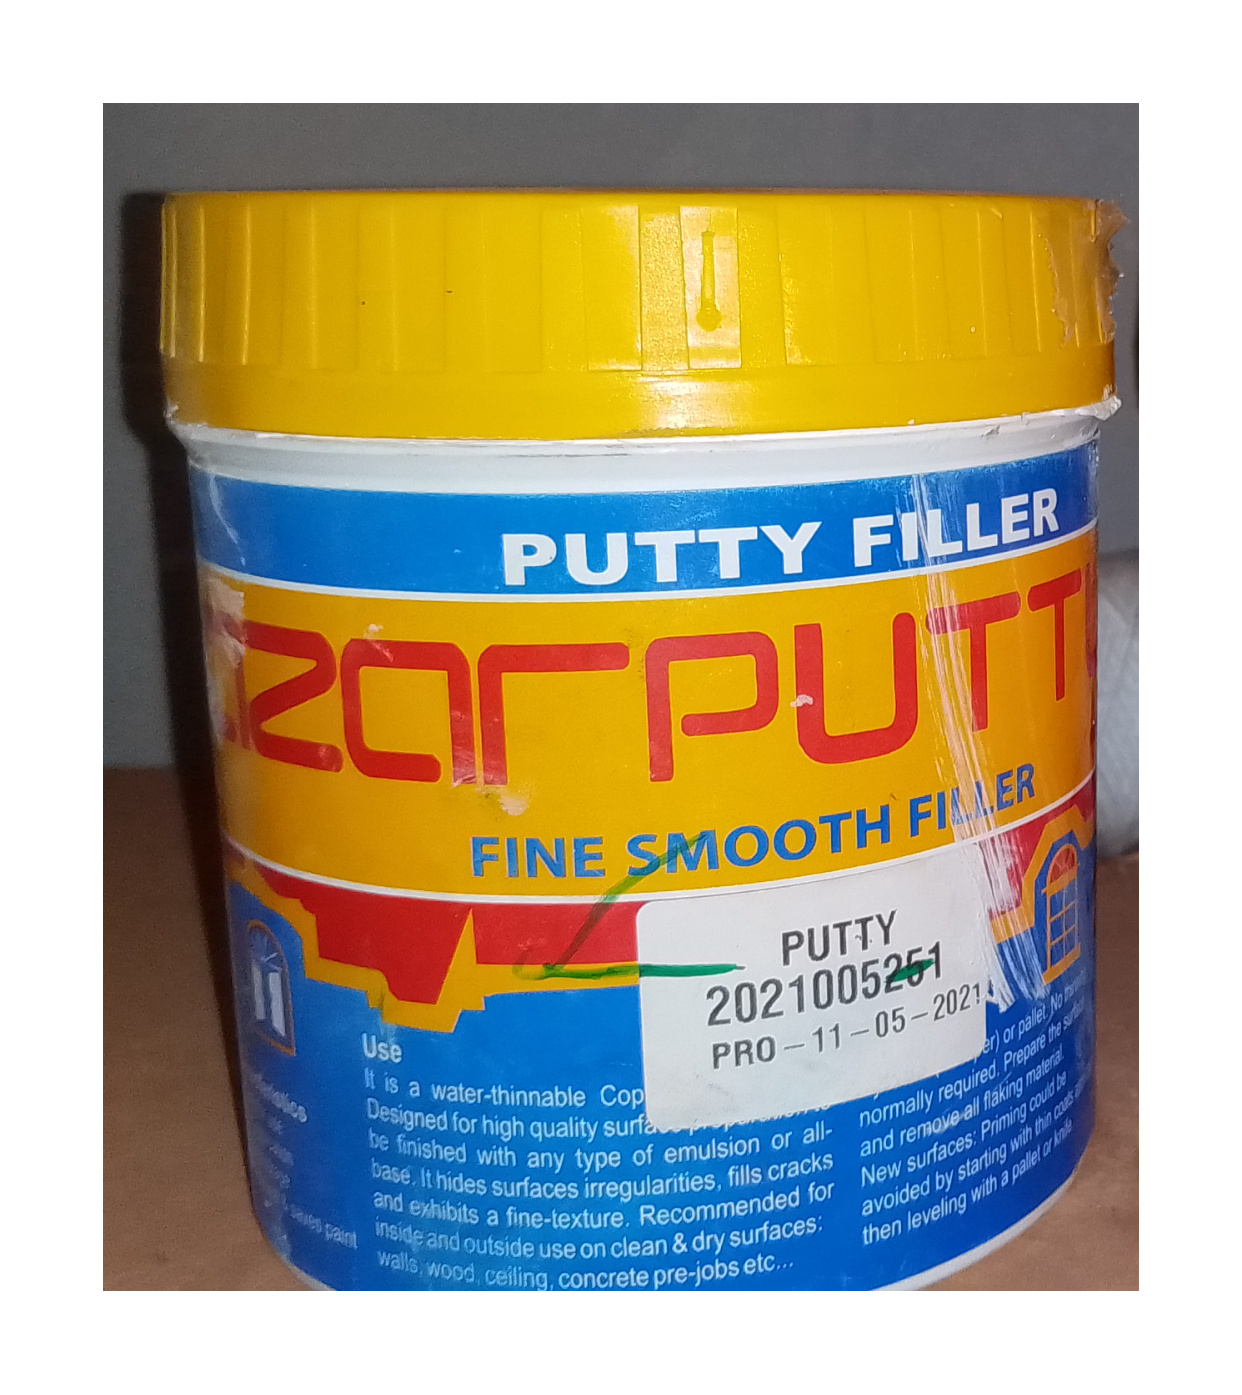 PUTTY FILLER
FINE SMOOTH FILLER
PUTTY
2021005251
PRO-11-05-2021
Use
It is a water-thinnable
Designed for high quality
be finished with any type of emulsion or all-
base. It hides surfaces irregularities, fills cracks
and exhibits a fine-texture. Recommended for
inside and outside use on clean & dry surfaces:
walls, wood, ceiling, concrete pre-jobs etc...
or pallet. No
normally required. Prepare the
and remove all flaking material.
New surfaces: Priming could be
avoided by starting with thin coats
then leveling with a pallet or knife
paint